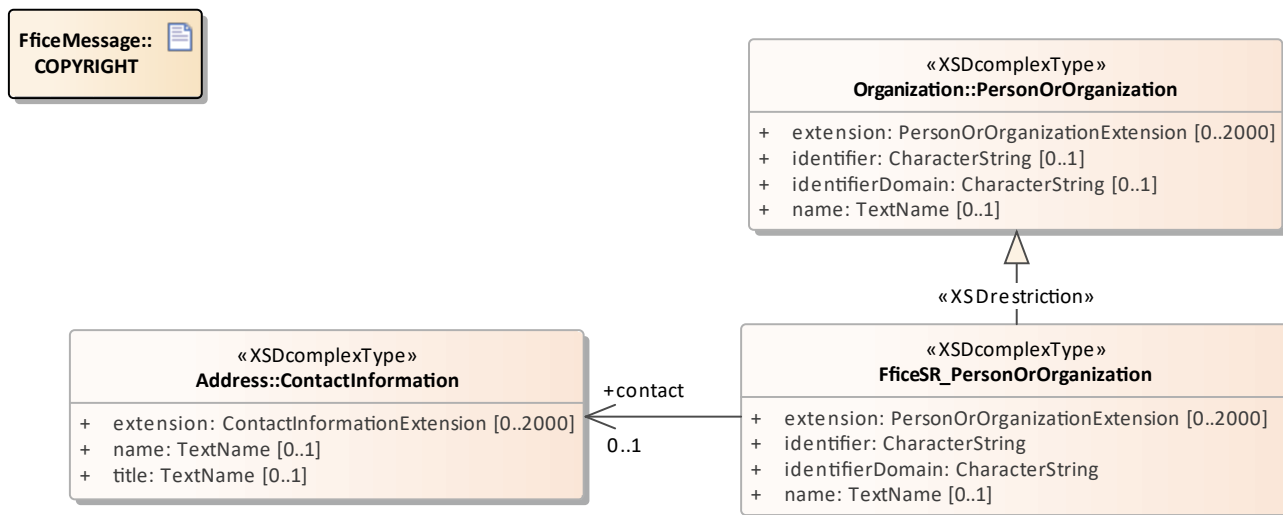 FficeMessage::
COPYRIGHT
«XSDcomplexType»
Organization::PersonOrOrganization
+ extension: PersonOrOrganizationExtension [0..2000]
+ identifier: CharacterString [0..1]
+ identifierDomain: CharacterString [0..1]
+ name: TextName [0..1]
«XSDrestriction»
«XSDcomplexType»
Address::ContactInformation
+ extension: ContactInformationExtension [0..2000]
+ name: TextName [0..1]
+ title: TextName [0..1]
+contact
0..1
«XSDcomplexType»
FficeSR_PersonOrOrganization
+ extension: PersonOrOrganizationExtension [0..2000]
+ identifier: CharacterString
+ identifierDomain: CharacterString
+ name: TextName [0..1]